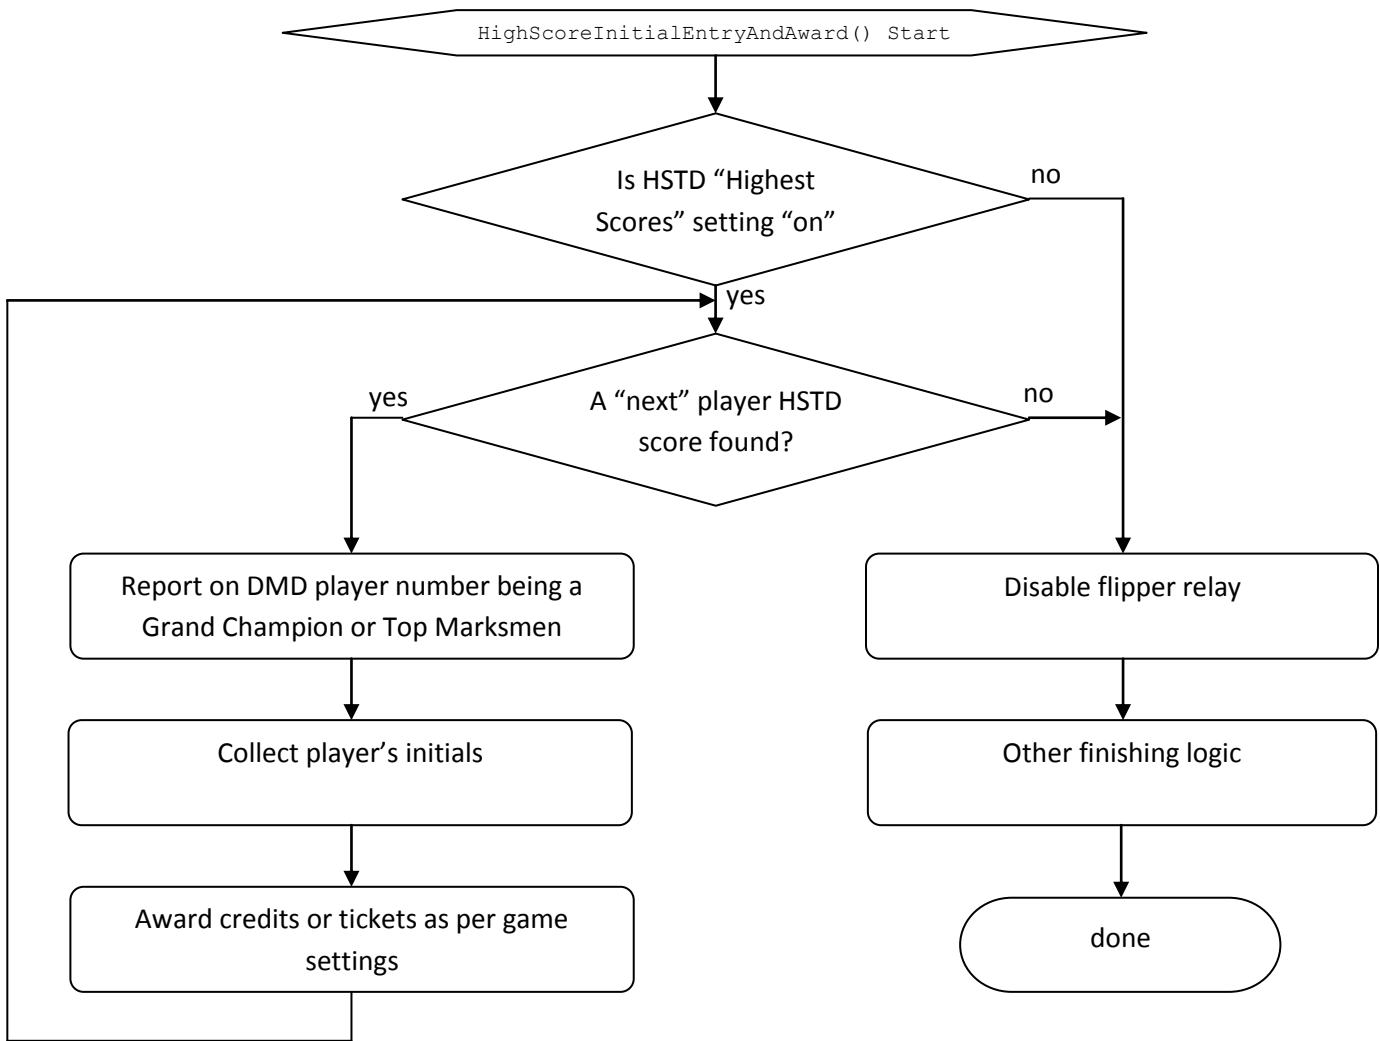 HighScoreInitialEntryAndAward() Start
Is HSTD “Highest
Scores” setting “on”
no
yes
A “next” player HSTD
score found?
yes
no
Report on DMD player number being a
Grand Champion or Top Marksmen
Disable flipper relay
Collect player’s initials
Other finishing logic
Award credits or tickets as per game
settings
done